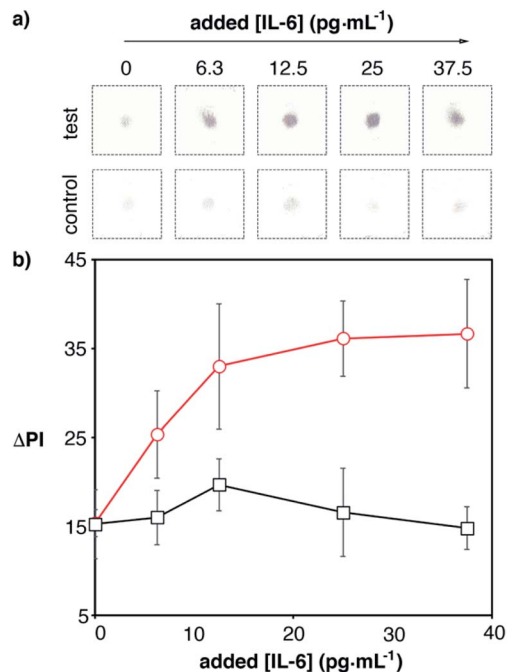 a) added [IL-6] (pg·mL⁻¹)
0 6.3 12.5 25 37.5
test
control
b)
45
35
25
15
5
ΔPI
0 10 20 30 40
added [IL-6] (pg·mL⁻¹)